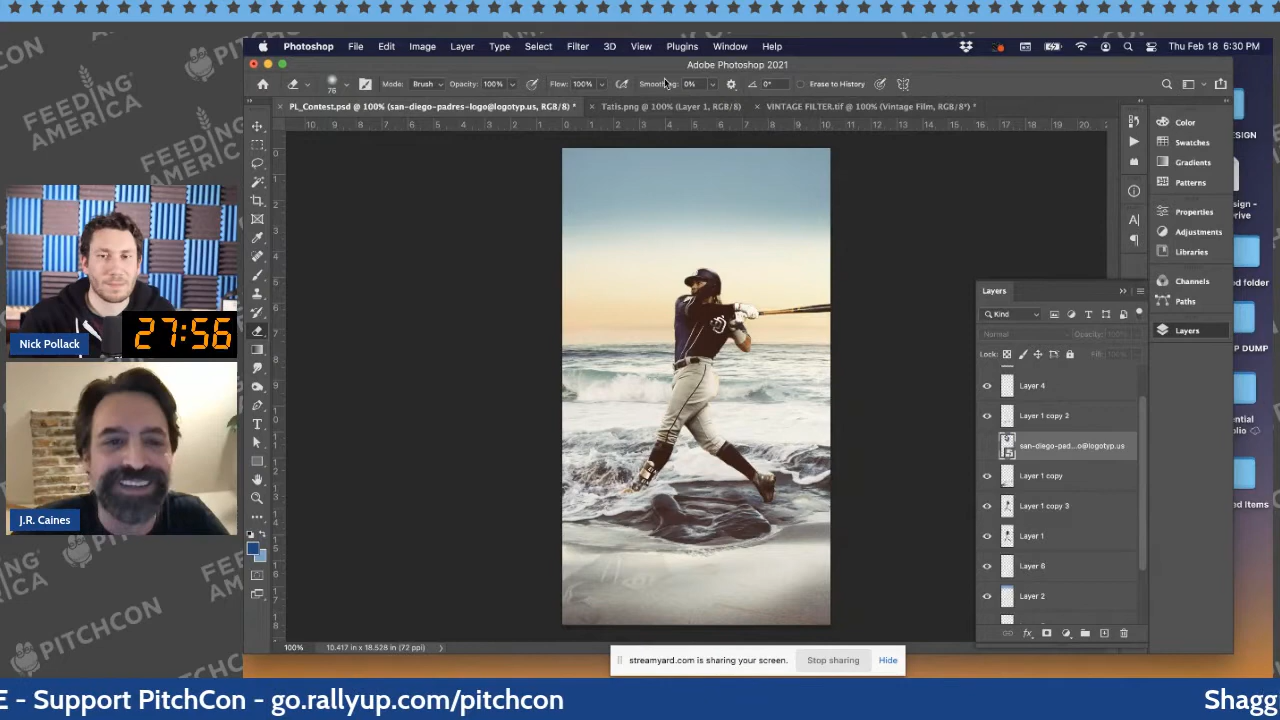 FEEDING
AMERICA
PITCHCON
Photoshop File Edit Image Layer Type Select Filter 3D View Plugins Window Help
Thu Feb 18 6:30 PM
Adobe Photoshop 2021
76
Mode: Brush Opacity: 100% Flow: 100% Smoothing: 0% 0° Erase to History
PL_Contest.psd @ 100% (san-diego-padres-logo@logotyp.us, RGB/8) *
Tatis.png @ 100% (Layer 1, RGB/8)
VINTAGE FILTER.tif @ 100% (Vintage Film, RGB/8*) *
Color
Swatches
Gradients
Patterns
Properties
Adjustments
Libraries
Channels
Paths
Layers
Layers
Kind
Normal Opacity: 100%
Lock: Fill: 100%
Layer 4
Layer 1 copy 2
san-diego-pad...o@logotyp.us
Layer 1 copy
Layer 1 copy 3
Layer 1
Layer 6
Layer 2
fx
Nick Pollack
27:56
J.R. Caines
100% 10.417 in x 18.528 in (72 ppi)
streamyard.com is sharing your screen. Stop sharing Hide
E - Support PitchCon - go.rallyup.com/pitchcon
Shagg